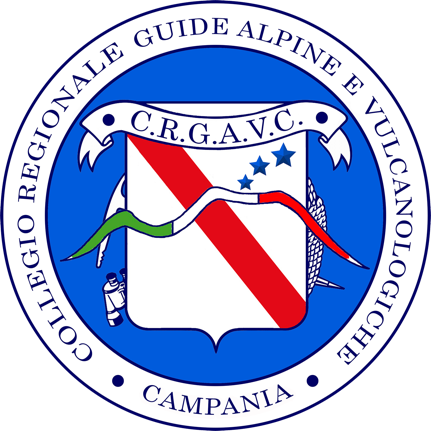 COLLEGIO REGIONALE GUIDE ALPINE E VULCANOLOGICHE
• C.R.G.A.V.C. •
• CAMPANIA •